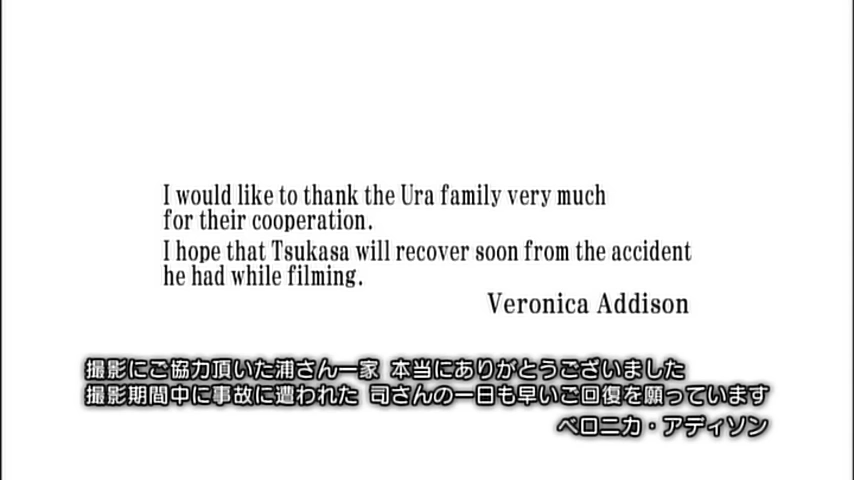 I would like to thank the Ura family very much
for their cooperation.
I hope that Tsukasa will recover soon from the accident
he had while filming.
Veronica Addison
撮影にご協力頂いた浦さん一家 本当にありがとうございました
撮影期間中に事故に遭われた 司さんの一日も早いご回復を願っています
ベロニカ・アディソン